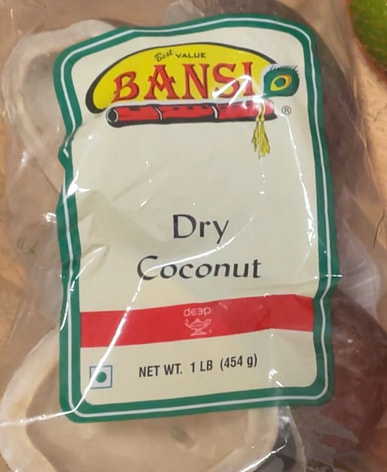 Best VALUE
BANSI
®
Dry
Coconut
deep
NET WT. 1 LB (454 g)